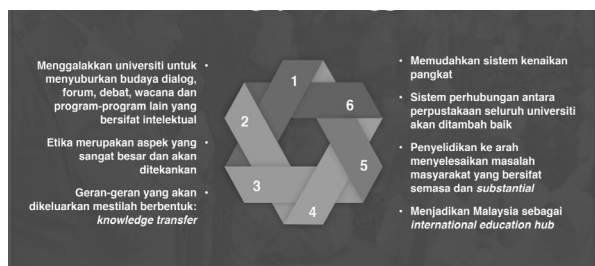 Menggalakkan universiti untuk •
menyuburkan budaya dialog,
forum, debat, wacana dan
program-program lain yang
bersifat intelektual
Etika merupakan aspek yang •
sangat besar dan akan
ditekankan
Geran-geran yang akan •
dikeluarkan mestilah berbentuk:
knowledge transfer
1
2
3
4
5
6
• Memudahkan sistem kenaikan
pangkat
• Sistem perhubungan antara
perpustakaan seluruh universiti
akan ditambah baik
• Penyelidikan ke arah
menyelesaikan masalah
masyarakat yang bersifat
semasa dan substantial
• Menjadikan Malaysia sebagai
international education hub